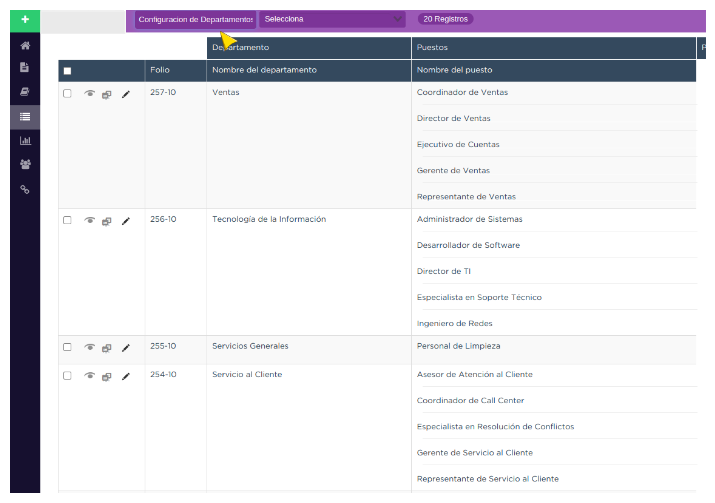 + Configuracion de Departamentos Selecciona 20 Registros
Departamento Puestos P
Folio Nombre del departamento Nombre del puesto
257-10 Ventas Coordinador de Ventas
Director de Ventas
Ejecutivo de Cuentas
Gerente de Ventas
Representante de Ventas
256-10 Tecnología de la Información Administrador de Sistemas
Desarrollador de Software
Director de TI
Especialista en Soporte Técnico
Ingeniero de Redes
255-10 Servicios Generales Personal de Limpieza
254-10 Servicio al Cliente Asesor de Atención al Cliente
Coordinador de Call Center
Especialista en Resolución de Conflictos
Gerente de Servicio al Cliente
Representante de Servicio al Cliente